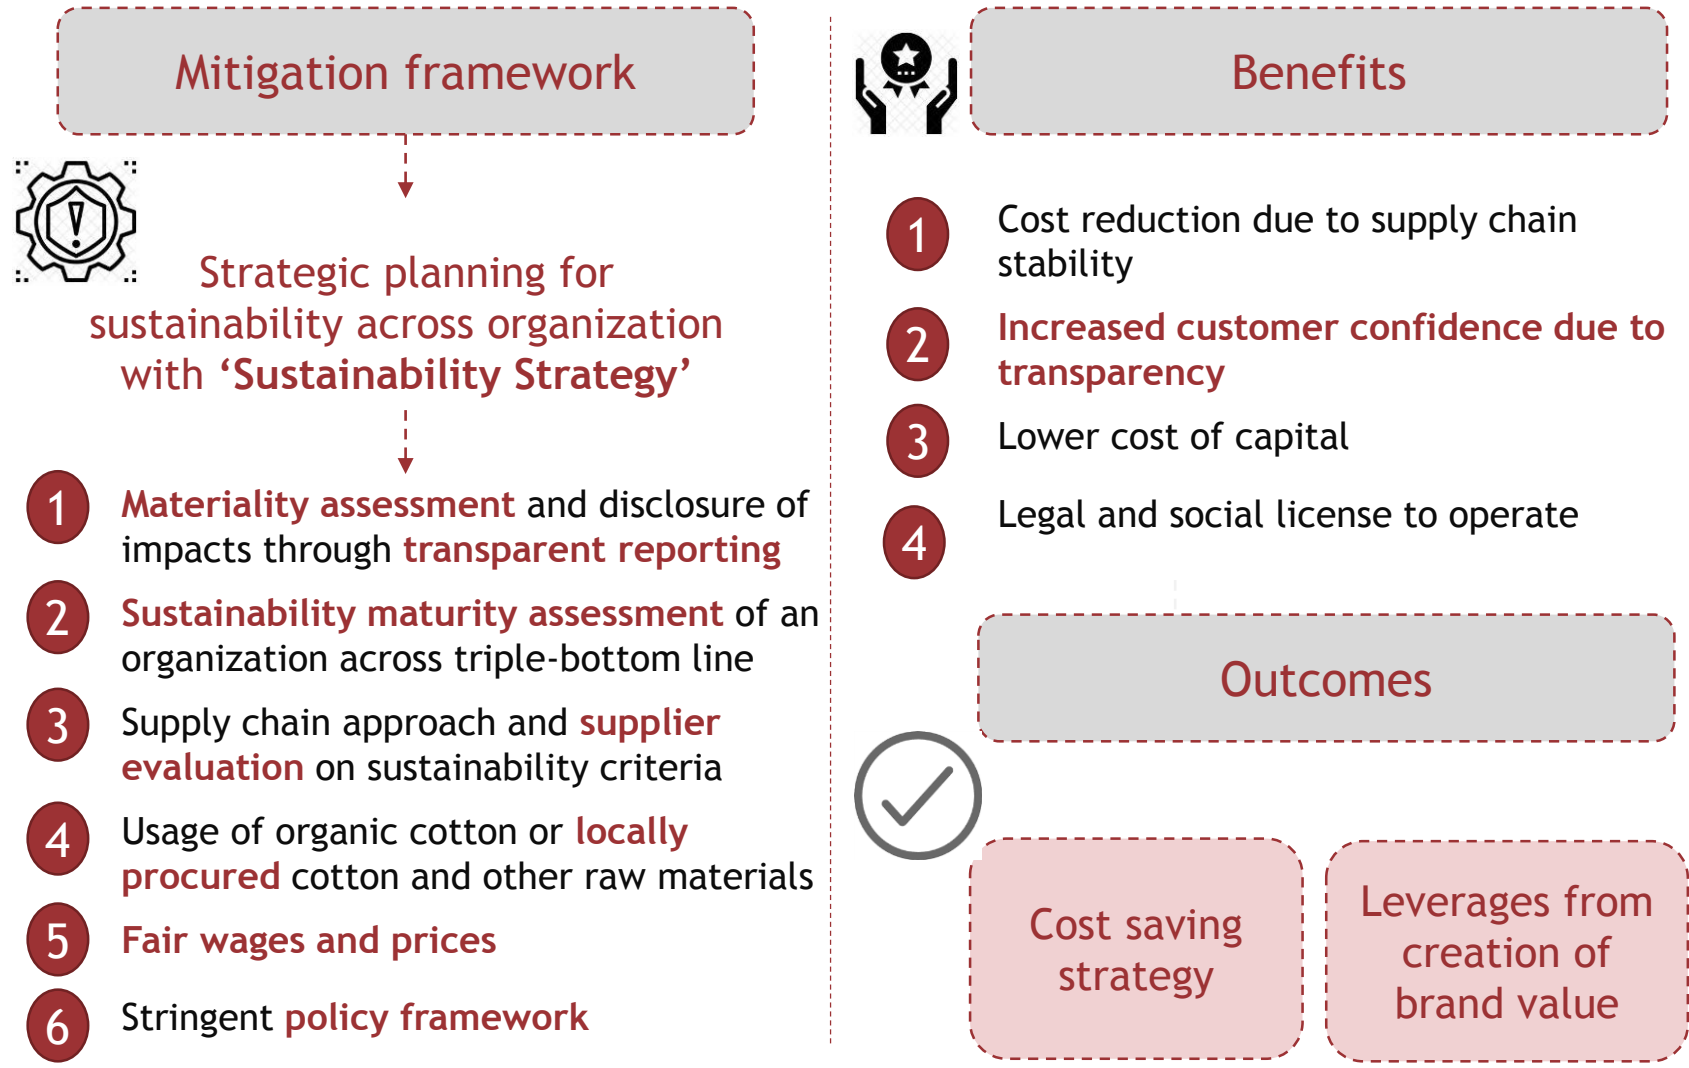 Mitigation framework
Strategic planning for
sustainability across organization
with ‘Sustainability Strategy’
1
Materiality assessment and disclosure of
impacts through transparent reporting
2
Sustainability maturity assessment of an
organization across triple-bottom line
3
Supply chain approach and supplier
evaluation on sustainability criteria
4
Usage of organic cotton or locally
procured cotton and other raw materials
5
Fair wages and prices
6
Stringent policy framework
Benefits
1
Cost reduction due to supply chain
stability
2
Increased customer confidence due to
transparency
3
Lower cost of capital
4
Legal and social license to operate
Outcomes
Cost saving
strategy
Leverages from
creation of
brand value